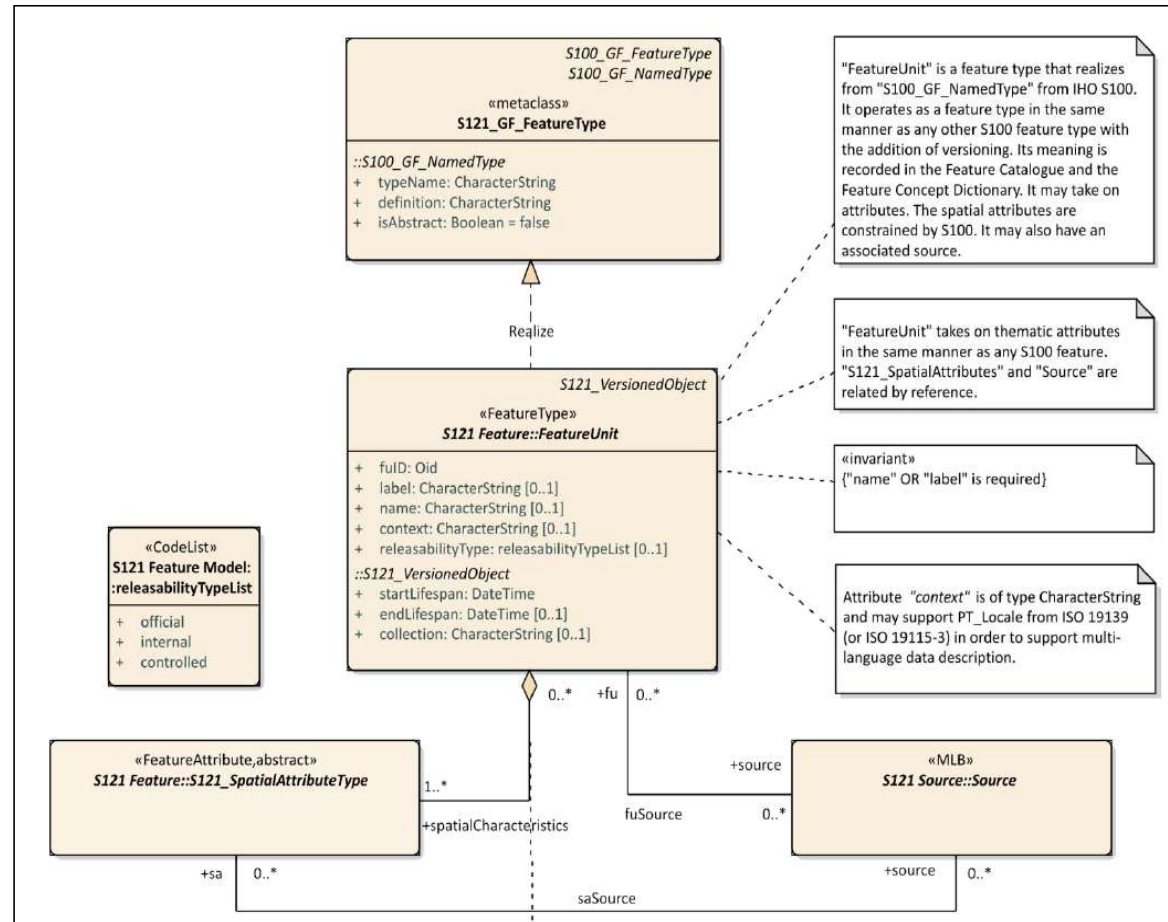 S100_GF_FeatureType
S100_GF_NamedType
«metaclass»
S121_GF_FeatureType
::S100_GF_NamedType
+ typeName: CharacterString
+ definition: CharacterString
+ isAbstract: Boolean = false
"FeatureUnit" is a feature type that realizes
from "S100_GF_NamedType" from IHO S100.
It operates as a feature type in the same
manner as any other S100 feature type with
the addition of versioning. Its meaning is
recorded in the Feature Catalogue and the
Feature Concept Dictionary. It may take on
attributes. The spatial attributes are
constrained by S100. It may also have an
associated source.
Realize
"FeatureUnit" takes on thematic attributes
in the same manner as any S100 feature.
"S121_SpatialAttributes" and "Source" are
related by reference.
S121_VersionedObject
«FeatureType»
S121 Feature::FeatureUnit
+ fuID: Oid
+ label: CharacterString [0..1]
+ name: CharacterString [0..1]
+ context: CharacterString [0..1]
+ releasabilityType: releasabilityTypeList [0..1]
::S121_VersionedObject
+ startLifespan: DateTime
+ endLifespan: DateTime [0..1]
+ collection: CharacterString [0..1]
«invariant»
{"name" OR "label" is required}
«CodeList»
S121 Feature Model:
:releasabilityTypeList
+ official
+ internal
+ controlled
Attribute "context" is of type CharacterString
and may support PT_Locale from ISO 19139
(or ISO 19115-3) in order to support multi-
language data description.
0..* +fu 0..*
«FeatureAttribute,abstract»
S121 Feature::S121_SpatialAttributeType
1..*
+spatialCharacteristics
+source
fuSource 0..*
«MLB»
S121 Source::Source
+sa 0..*
+source 0..*
saSource